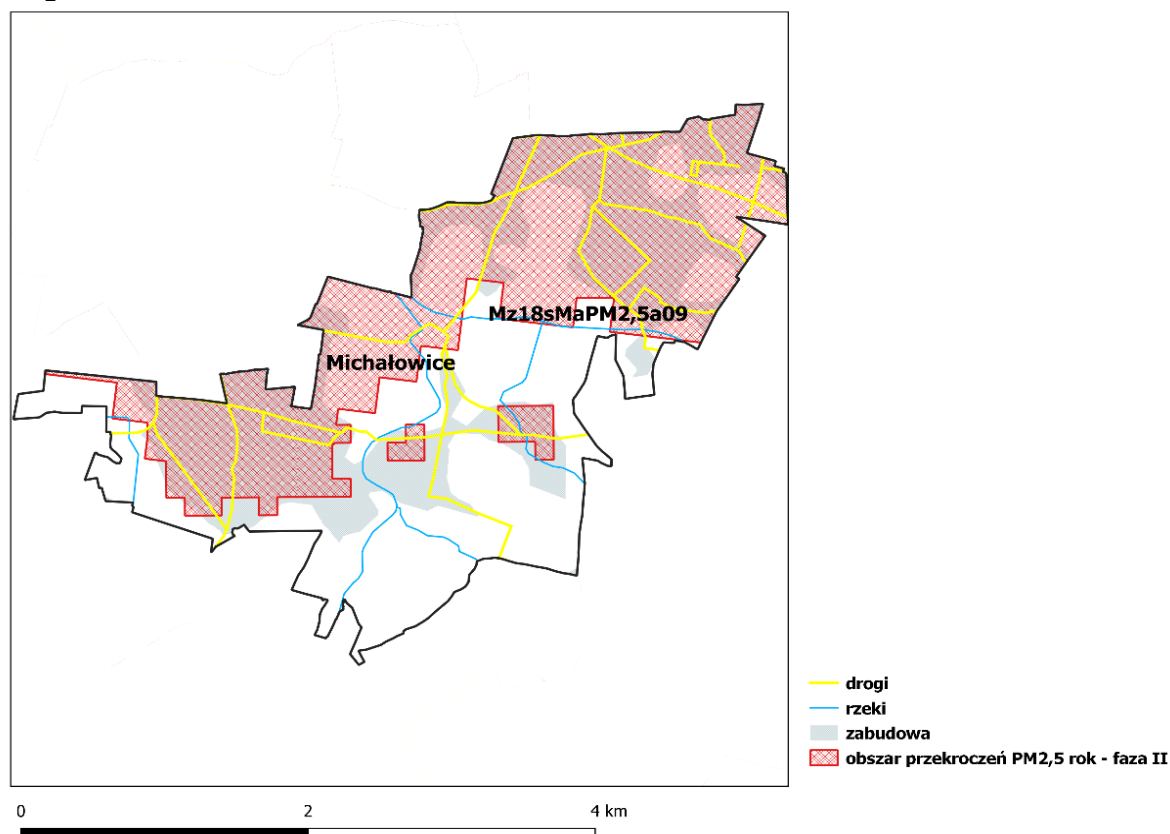 Mz18sMaPM2,5a09
Michałowice
drogi
rzeki
zabudowa
obszar przekroczeń PM2,5 rok - faza II
0 2 4 km